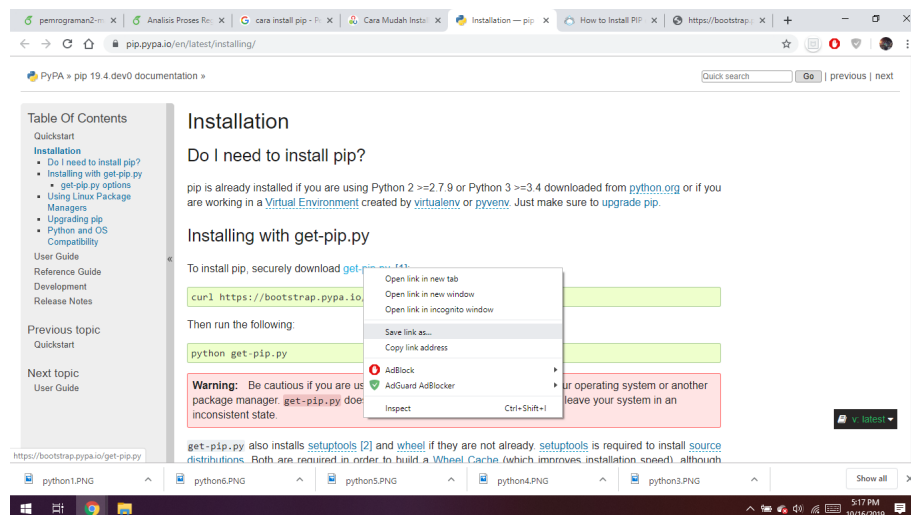 pemrograman2-m
Analisis Proses Re
cara install pip - P
Cara Mudah Instal
Installation — pip
How to Install PIP
https://bootstrap.p
pip.pypa.io/en/latest/installing/
PyPA » pip 19.4.dev0 documentation »
Quick search
Go | previous | next
Table Of Contents
Quickstart
Installation
Do I need to install pip?
Installing with get-pip.py
get-pip.py options
Using Linux Package
Managers
Upgrading pip
Python and OS
Compatibility
User Guide
Reference Guide
Development
Release Notes
Previous topic
Quickstart
Next topic
User Guide
«
Installation
Do I need to install pip?
pip is already installed if you are using Python 2 >=2.7.9 or Python 3 >=3.4 downloaded from python.org or if you
are working in a Virtual Environment created by virtualenv or pyvenv. Just make sure to upgrade pip.
Installing with get-pip.py
To install pip, securely download get-pip.py. [1]:
curl https://bootstrap.pypa.io,
Then run the following:
python get-pip.py
Warning: Be cautious if you are us ur operating system or another
package manager. get-pip.py doe leave your system in an
inconsistent state.
get-pip.py also installs setuptools [2] and wheel if they are not already. setuptools is required to install source
distributions. Both are required in order to build a Wheel Cache (which improves installation speed), although
Open link in new tab
Open link in new window
Open link in incognito window
Save link as...
Copy link address
AdBlock
AdGuard AdBlocker
Inspect Ctrl+Shift+I
v: latest
https://bootstrap.pypa.io/get-pip.py
python1.PNG
python6.PNG
python5.PNG
python4.PNG
python3.PNG
Show all
5:17 PM
10/16/2019